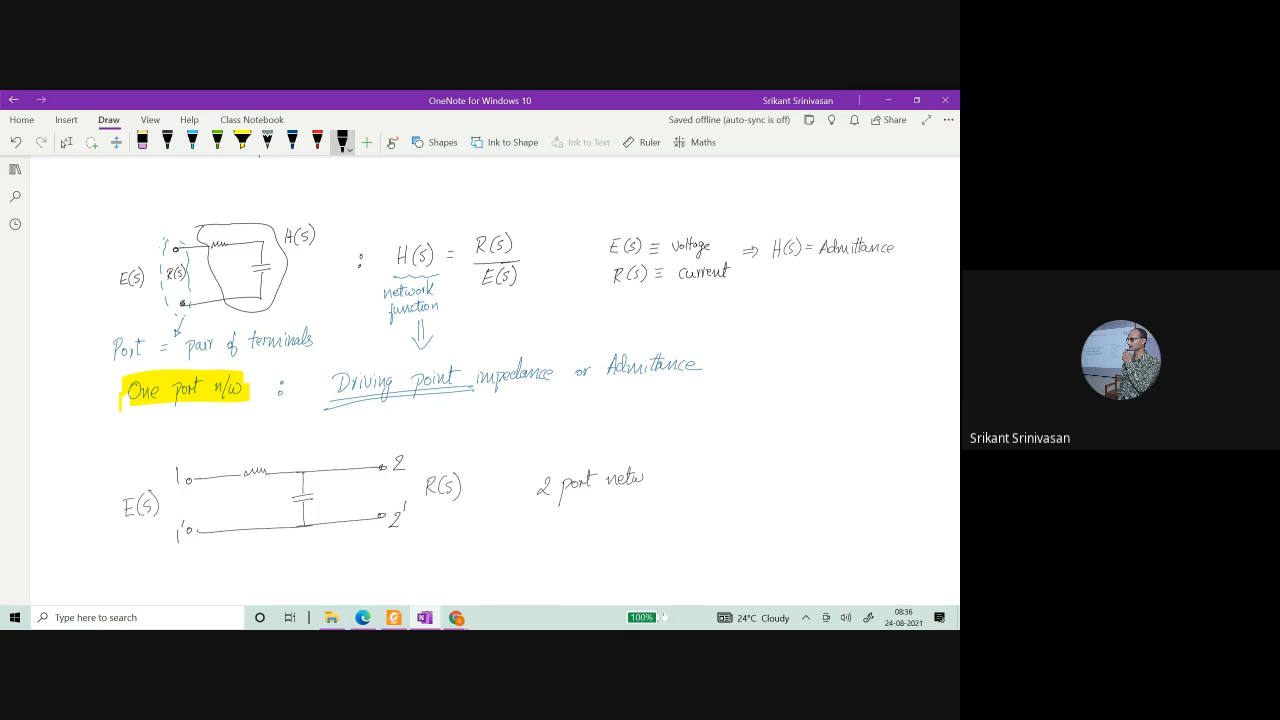 OneNote for Windows 10
Srikant Srinivasan
Home Insert Draw View Help Class Notebook
Saved offline (auto-sync is off)
Share
Shapes
Ink to Shape
Ink to Text
Ruler
Maths
H(s)
E(s)
R(s)
: H(s) = R(s)
E(s)
E(s) ≡ voltage ⇒ H(s) = Admittance
R(s) ≡ current
network
function
Port = pair of terminals
One port n/w : Driving point impedance or Admittance
1
2
E(s)
R(s)
2 port netw
1'
2'
Srikant Srinivasan
Type here to search
100%
24°C Cloudy
08:36
24-08-2021